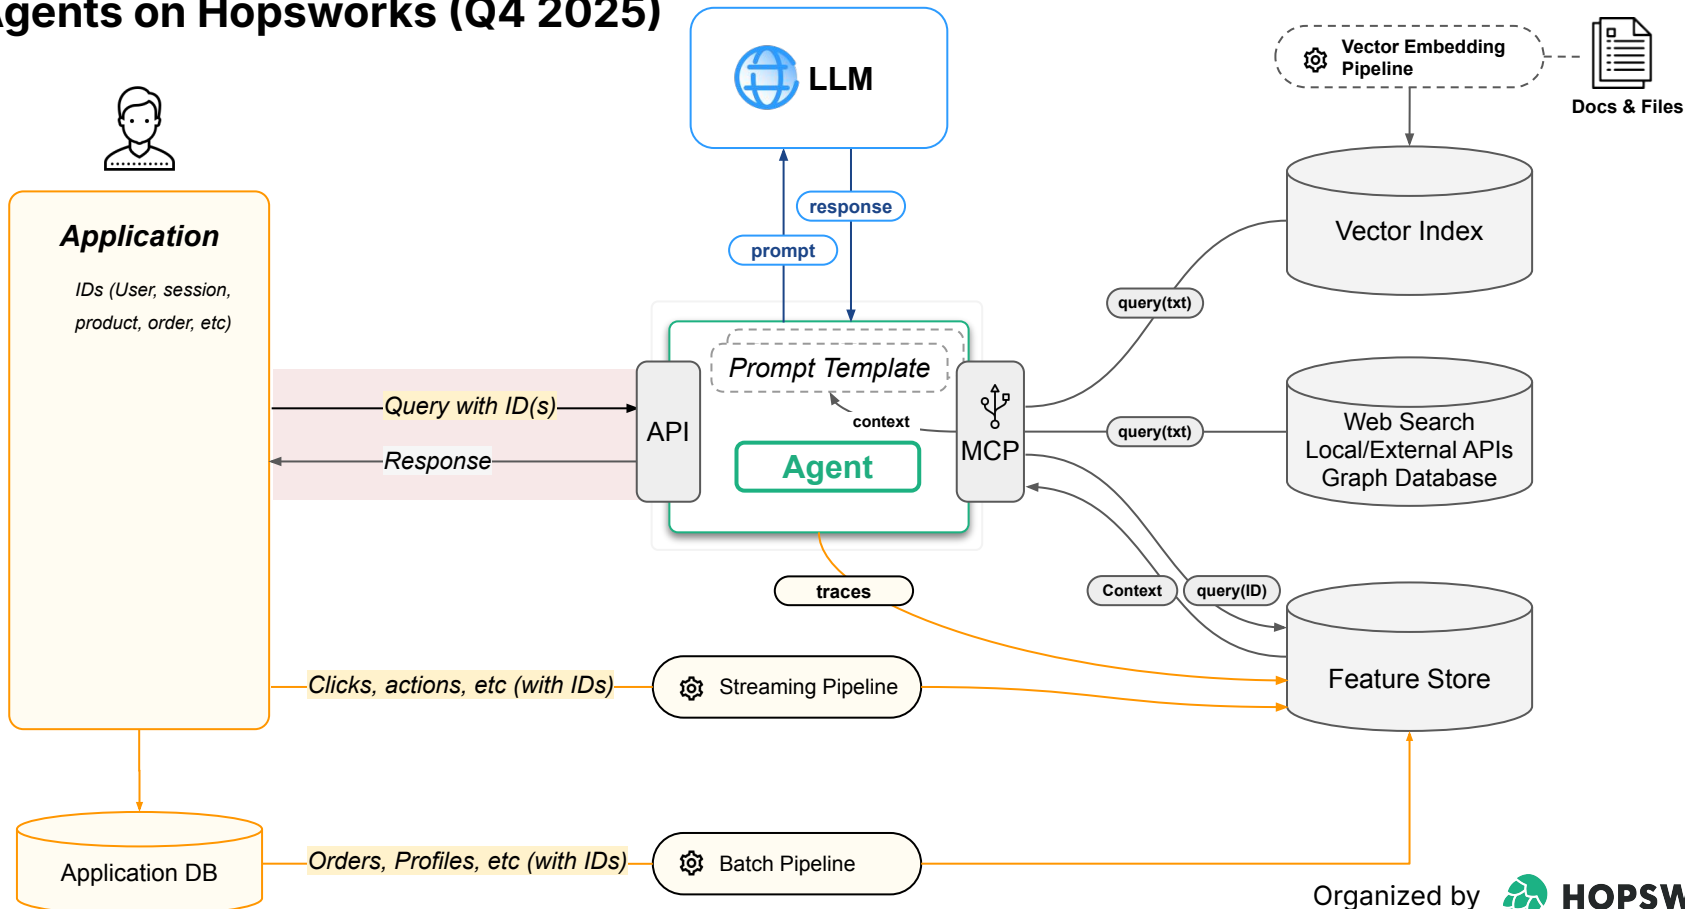 Agents on Hopsworks (Q4 2025)
LLM
Vector Embedding
Pipeline
Docs & Files
response
prompt
Application
IDs (User, session,
product, order, etc)
Vector Index
query(txt)
Prompt Template
context
Query with ID(s)
Response
API
Agent
MCP
query(txt)
Web Search
Local/External APIs
Graph Database
traces
Context
query(ID)
Feature Store
Clicks, actions, etc (with IDs)
Streaming Pipeline
Application DB
Orders, Profiles, etc (with IDs)
Batch Pipeline
Organized by
HOPSW